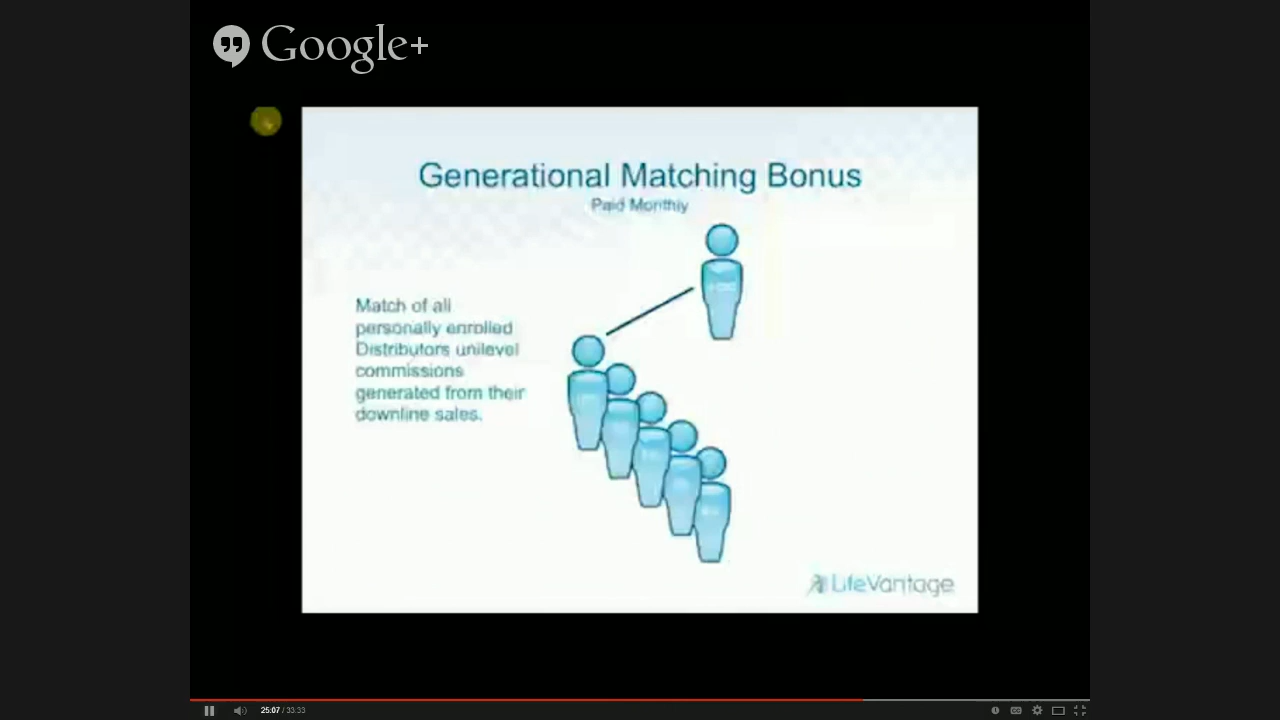 Google+
Generational Matching Bonus
Paid Monthly
Match of all
personally enrolled
Distributors unilevel
commissions
generated from their
downline sales.
LifeVantage
25:07 / 33:33